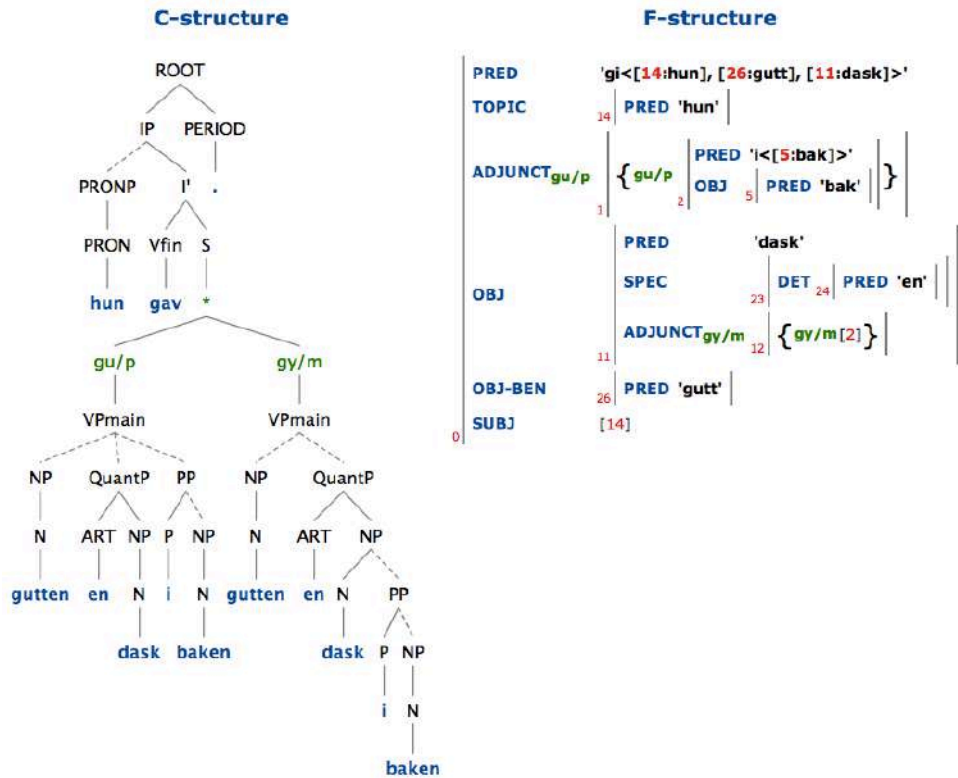 C-structure
ROOT
IP PERIOD
PRONP I' .
PRON Vfin S
hun gav *
gu/p gy/m
VPmain VPmain
NP QuantP PP NP QuantP
N ART NP P NP N ART NP
gutten en N i N gutten en N PP
dask baken dask P NP
i N
baken
F-structure
PRED 'gi<[14:hun], [26:gutt], [11:dask]>'
TOPIC 14 PRED 'hun'
PRED 'i<[5:bak]>'
ADJUNCTgu/p 1 { gu/p 2 OBJ 5 PRED 'bak' }
PRED 'dask'
SPEC 23 DET 24 PRED 'en'
OBJ
11 ADJUNCTgy/m 12 { gy/m[2] }
OBJ-BEN 26 PRED 'gutt'
0 SUBJ [14]